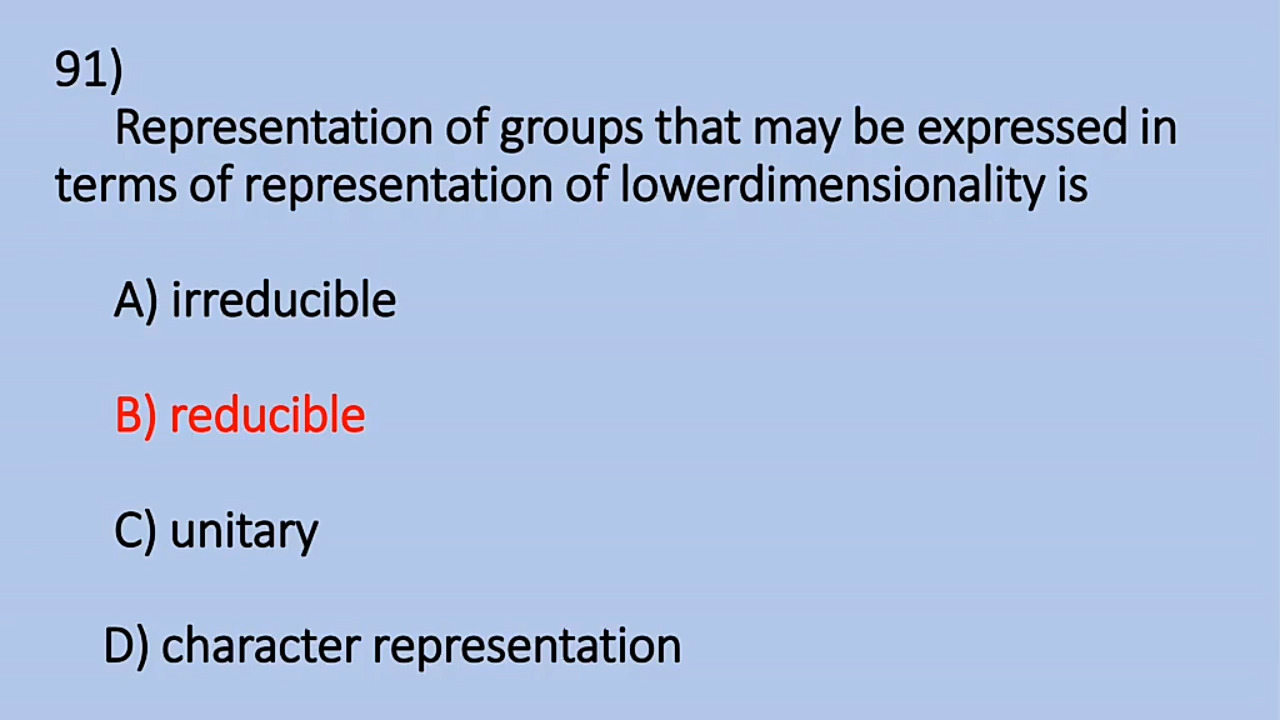 91)
Representation of groups that may be expressed in
terms of representation of lowerdimensionality is
A) irreducible
B) reducible
C) unitary
D) character representation